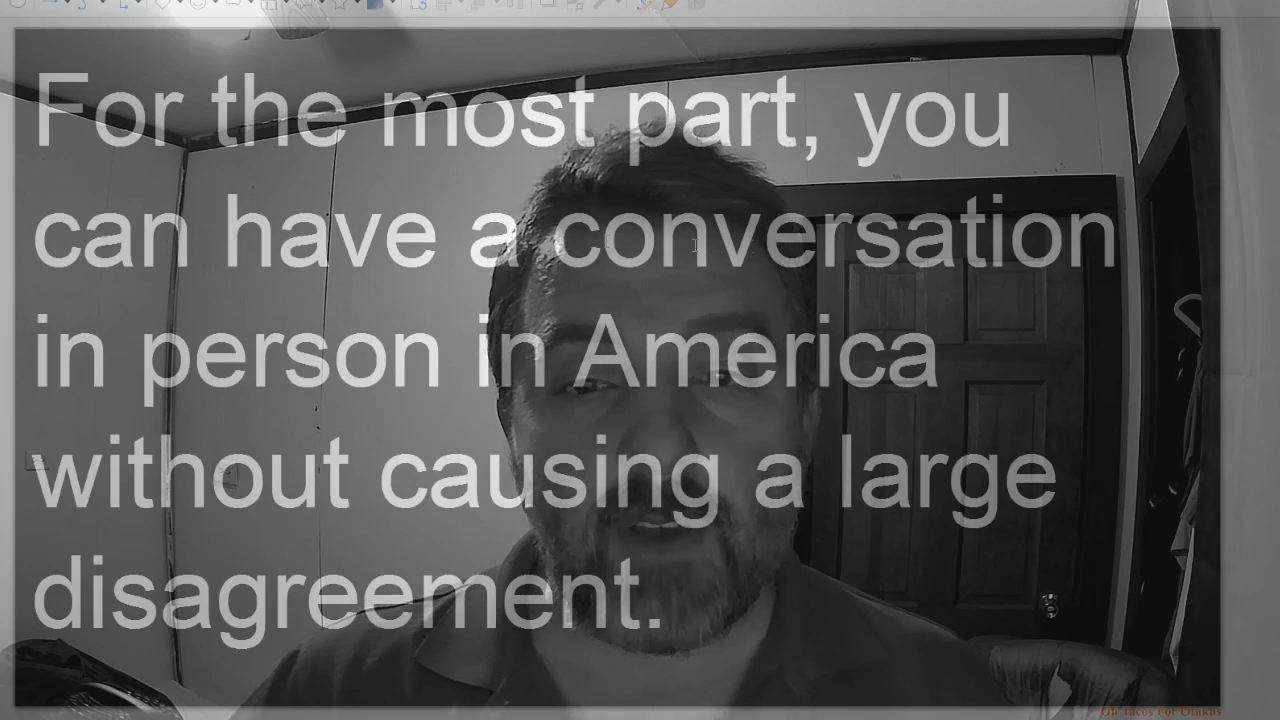 For the most part, you
can have a conversation
in person in America
without causing a large
disagreement.